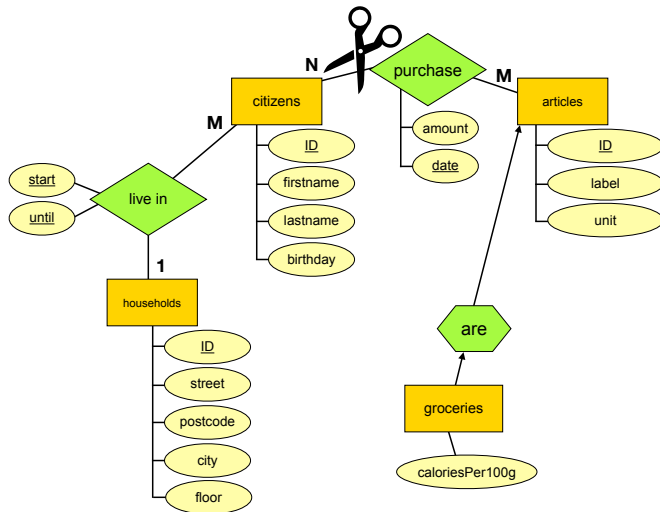 N
purchase
M
citizens
articles
M
ID
firstname
lastname
birthday
amount
date
ID
label
unit
start
until
live in
1
households
ID
street
postcode
city
floor
are
groceries
caloriesPer100g